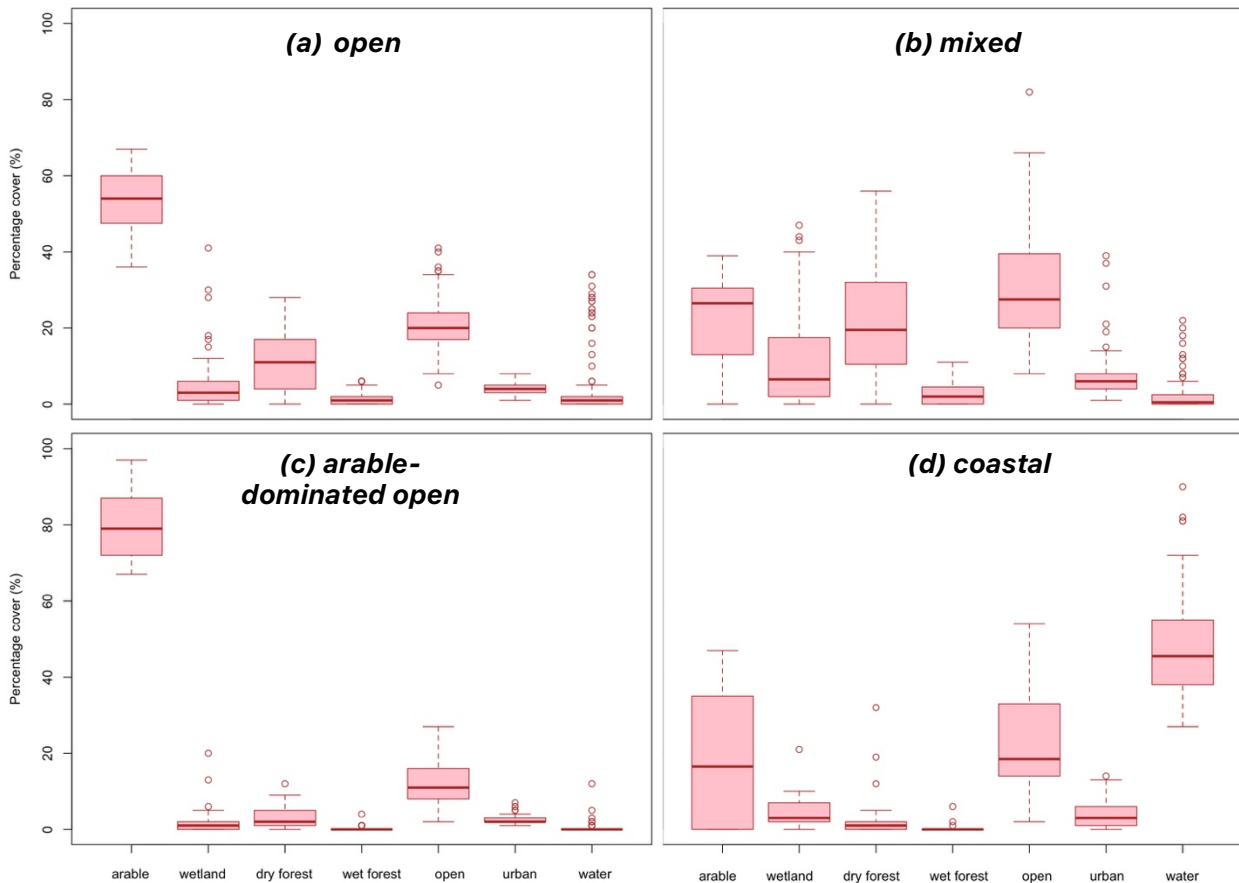 (a) open
(b) mixed
Percentage cover (%)
100
80
60
40
20
0
(c) arable-
dominated open
(d) coastal
Percentage cover (%)
100
80
60
40
20
0
arable wetland dry forest wet forest open urban water
arable wetland dry forest wet forest open urban water